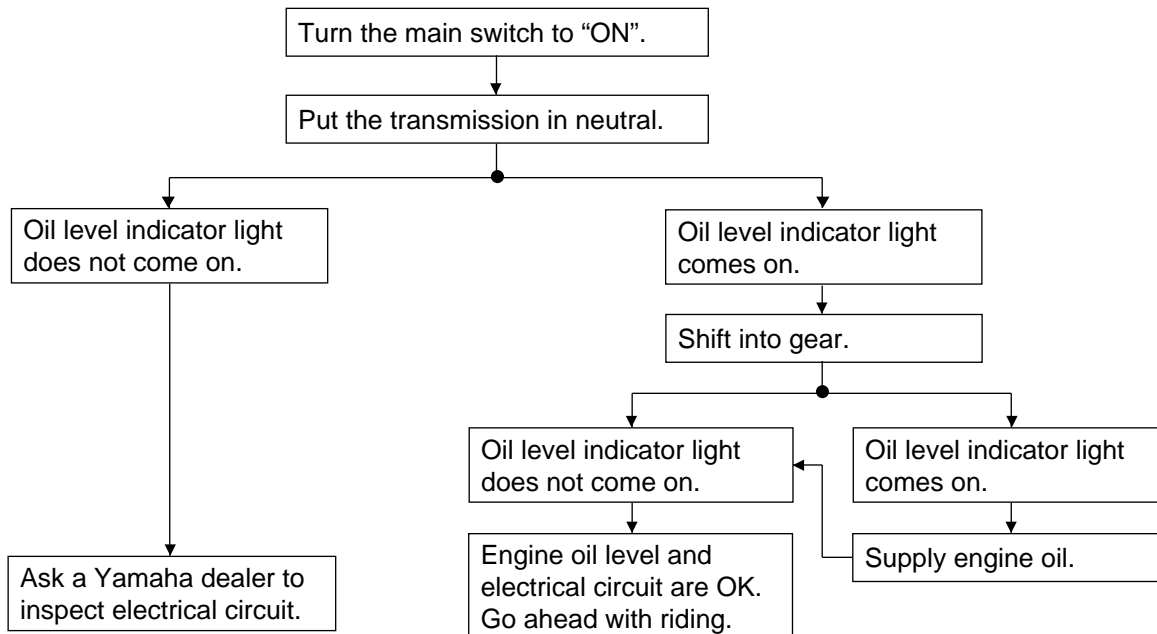 Turn the main switch to “ON”.
Put the transmission in neutral.
Oil level indicator light
does not come on.
Oil level indicator light
comes on.
Shift into gear.
Oil level indicator light
does not come on.
Oil level indicator light
comes on.
Engine oil level and
electrical circuit are OK.
Go ahead with riding.
Supply engine oil.
Ask a Yamaha dealer to
inspect electrical circuit.